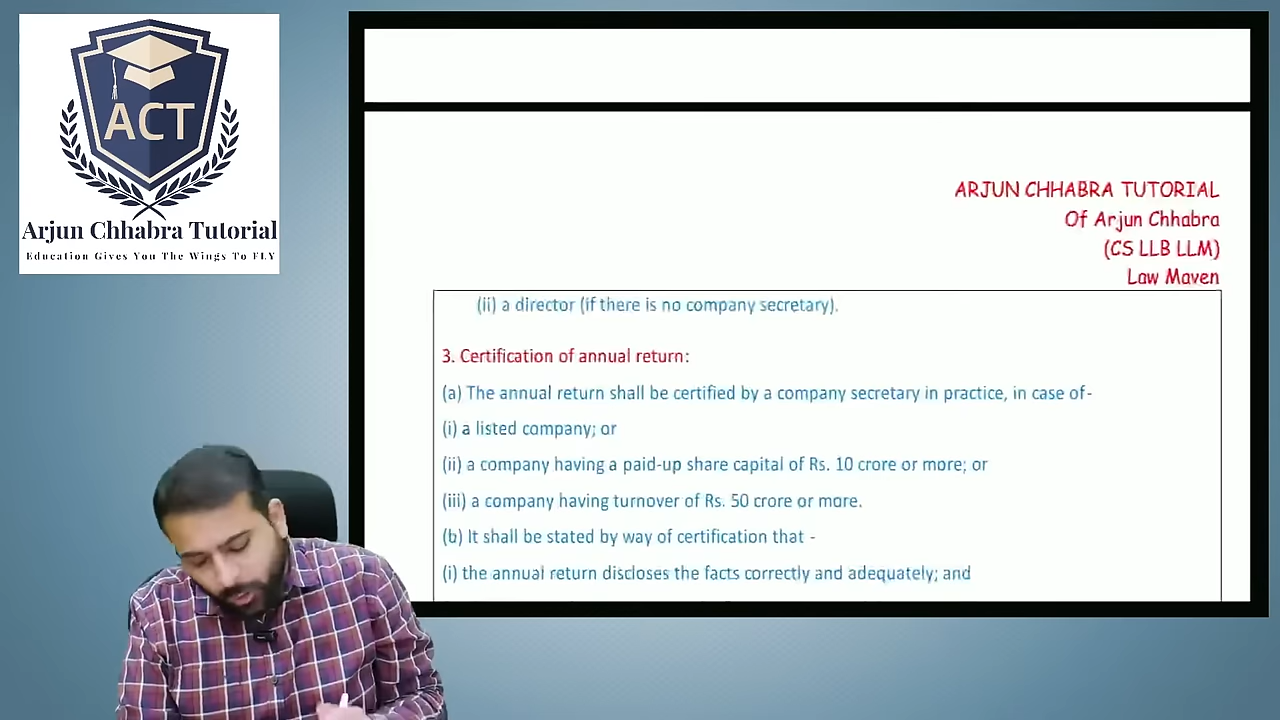 ACT
Arjun Chhabra Tutorial
Education Gives You The Wings To FLY
ARJUN CHHABRA TUTORIAL
Of Arjun Chhabra
(CS LLB LLM)
Law Maven
(ii) a director (if there is no company secretary).
3. Certification of annual return:
(a) The annual return shall be certified by a company secretary in practice, in case of-
(i) a listed company; or
(ii) a company having a paid-up share capital of Rs. 10 crore or more; or
(iii) a company having turnover of Rs. 50 crore or more.
(b) It shall be stated by way of certification that -
(i) the annual return discloses the facts correctly and adequately; and